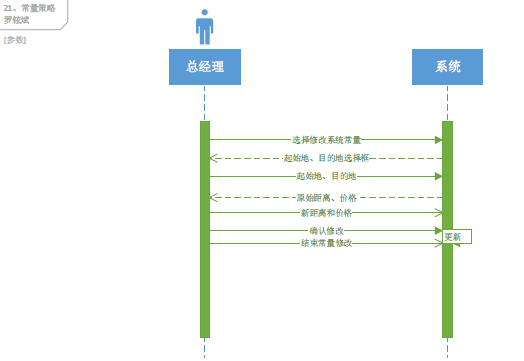 21、常量策略
罗铉斌
[参数]
总经理
系统
选择修改系统常量
起始地、目的地选择框
起始地、目的地
原始距离、价格
新距离和价格
确认修改
更新
结束常量修改